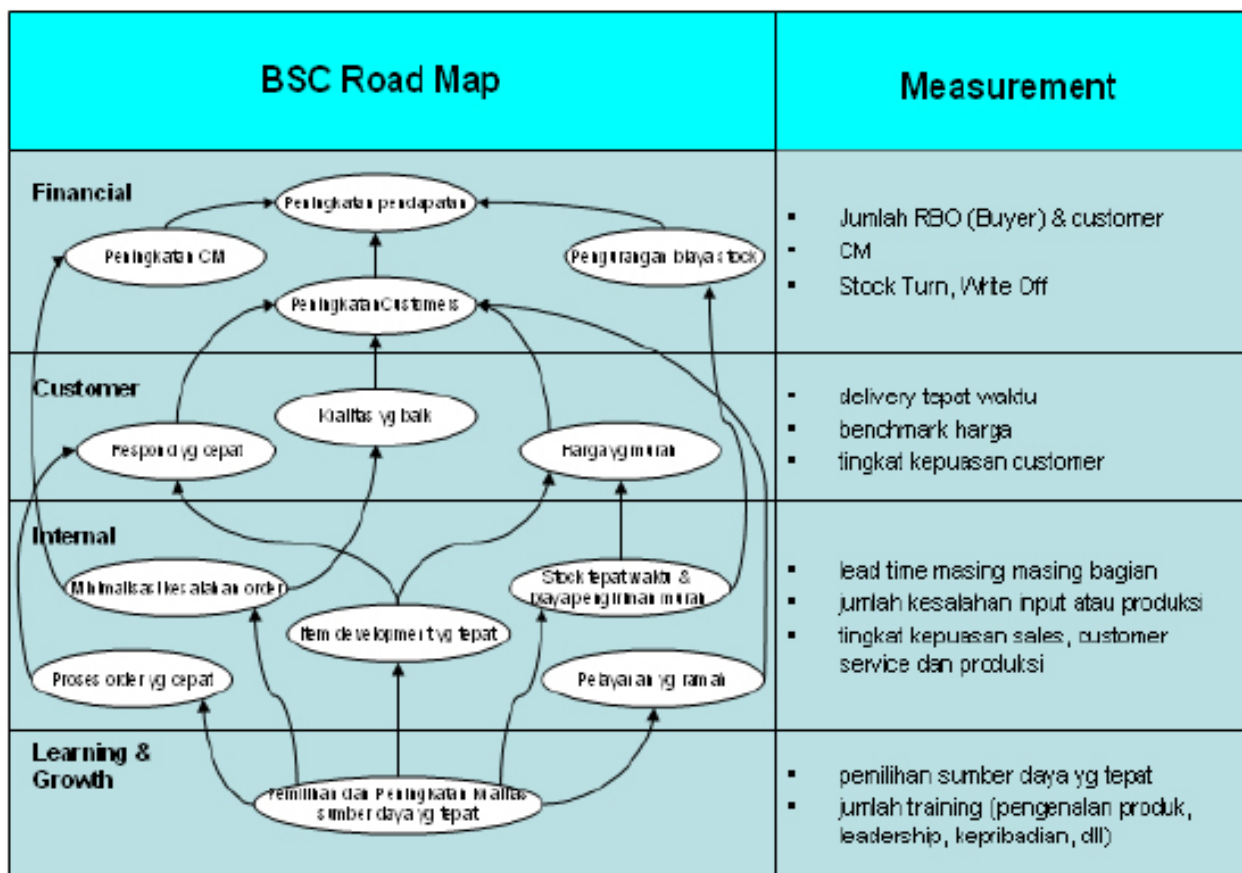 BSC Road Map
Measurement
Financial
Peningkatan pendapatan
Peningkatan CM
Pengurangan biaya stock
Peningkatan Customers
▪ Jumlah RBO (Buyer) & customer
▪ CM
▪ Stock Turn, Write Off
Customer
Kualitas yg baik
Respond yg cepat
Harga yg murah
▪ delivery tepat waktu
▪ benchmark harga
▪ tingkat kepuasan customer
Internal
Minimalisasi kesalahan order
Stock tepat waktu &
biaya pengiriman murah
Item development yg tepat
Proses order yg cepat
Pelayanan yg ramah
▪ lead time masing masing bagian
▪ jumlah kesalahan input atau produksi
▪ tingkat kepuasan sales, customer
service dan produksi
Learning &
Growth
Pemilihan dan Peningkatan kualitas
sumber daya yg tepat
▪ pemilihan sumber daya yg tepat
▪ jumlah training (pengenalan produk,
leadership, kepribadian, dll)